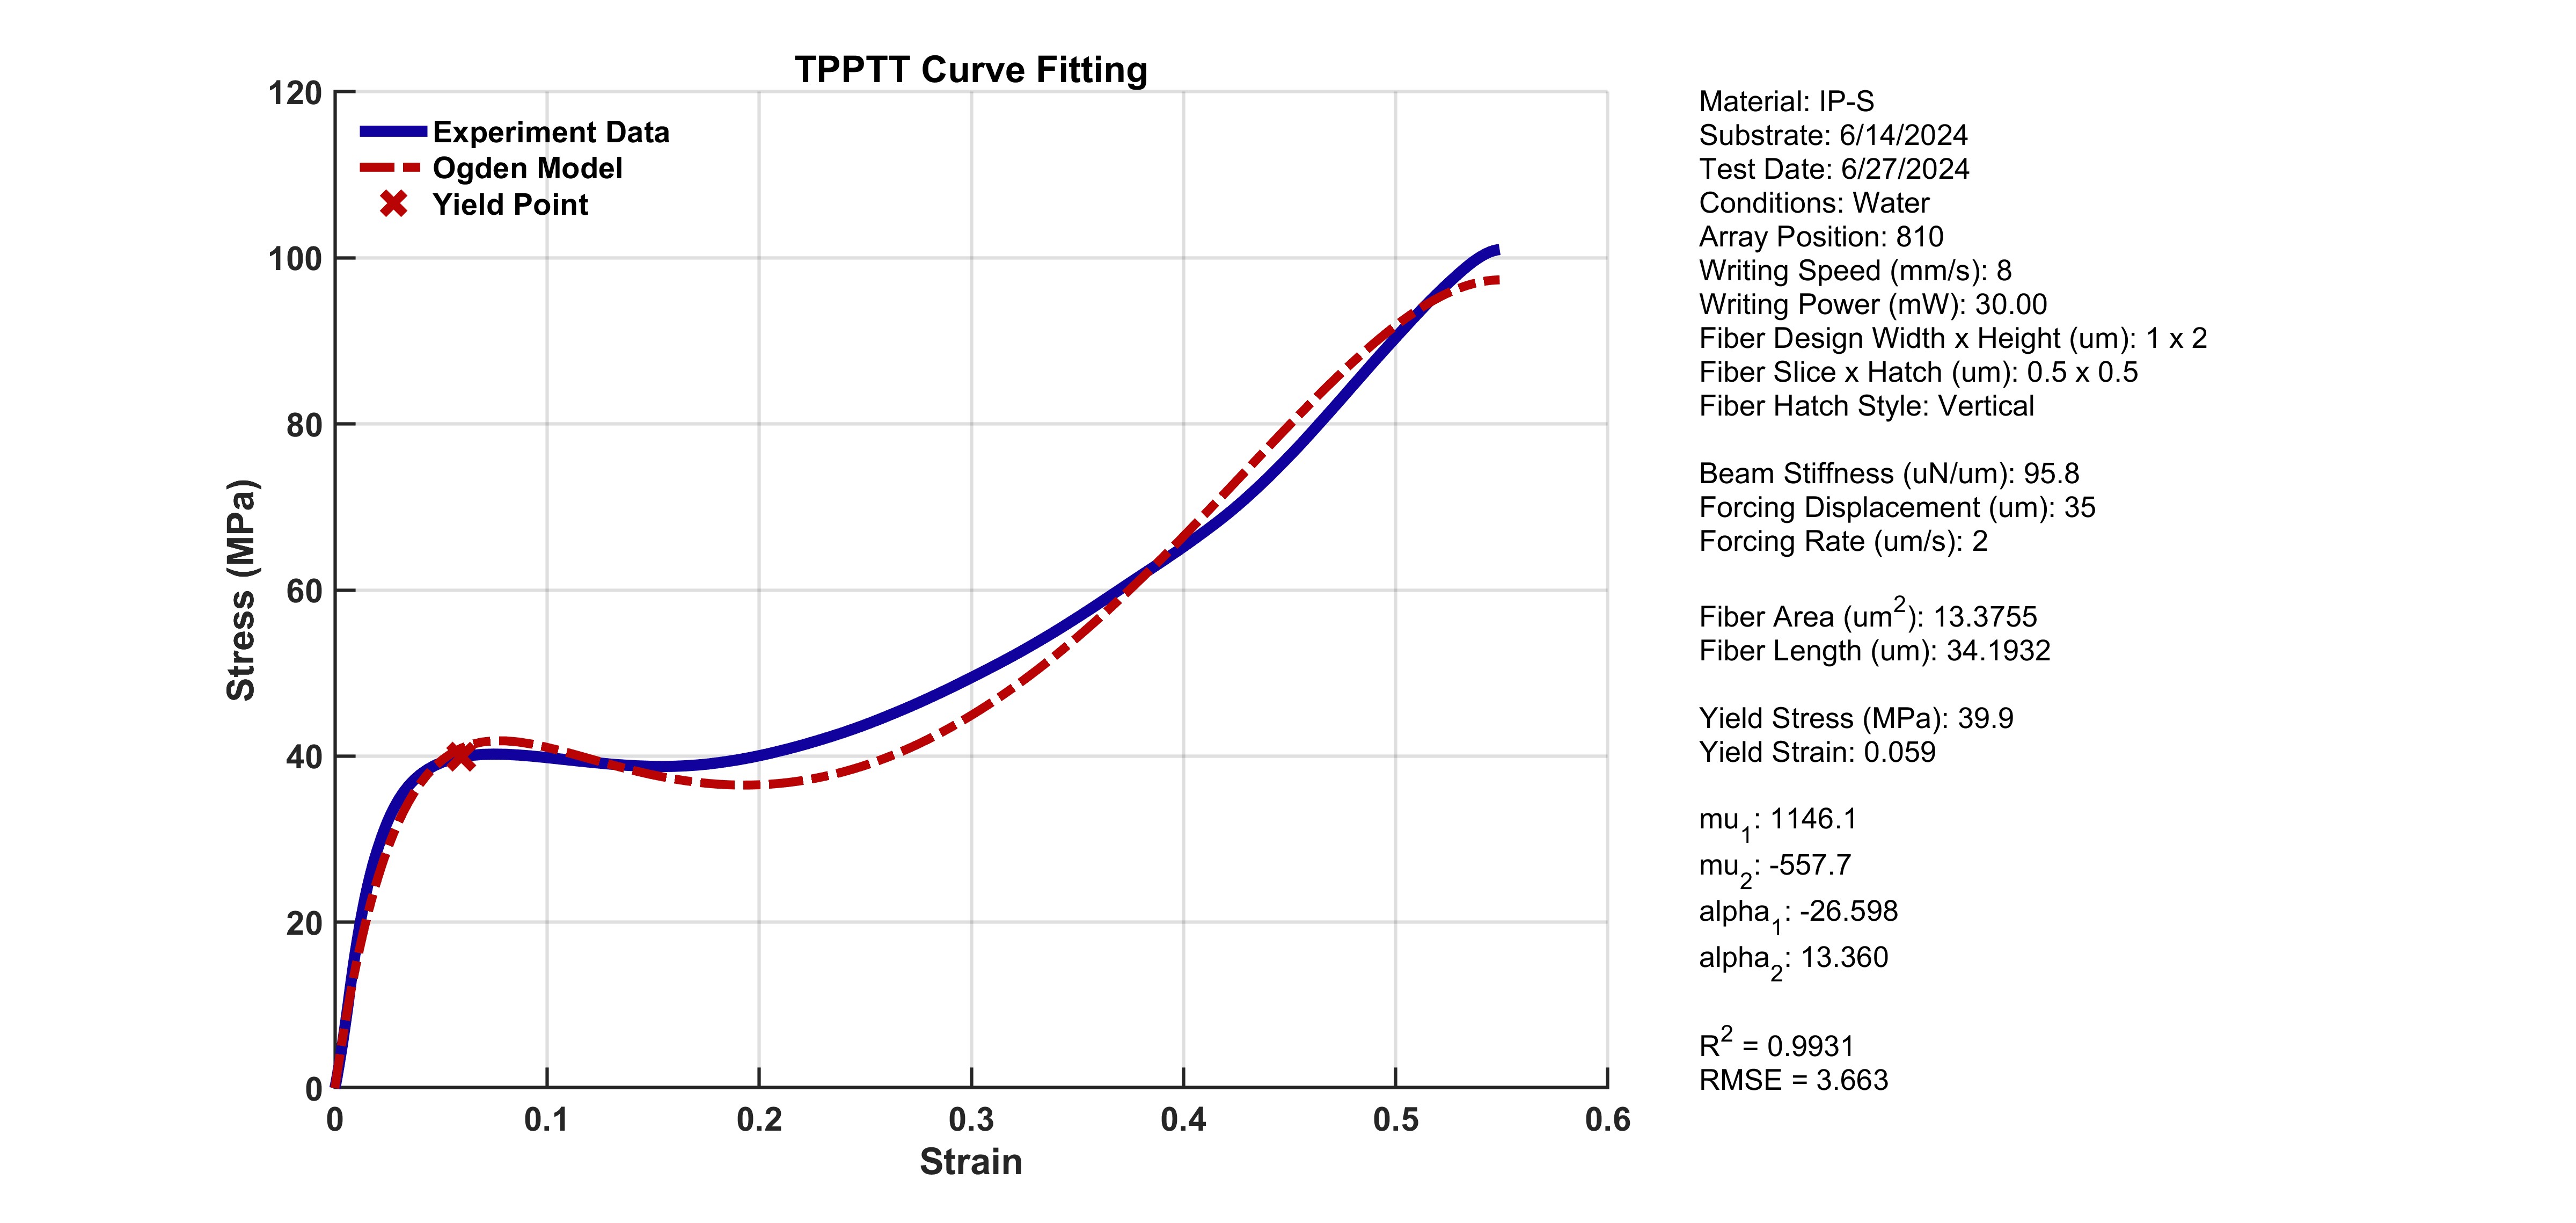 TPPTT Curve Fitting
120
100
80
60
40
20
0
Stress (MPa)
Experiment Data
Ogden Model
Yield Point
0 0.1 0.2 0.3 0.4 0.5 0.6
Strain
Material: IP-S
Substrate: 6/14/2024
Test Date: 6/27/2024
Conditions: Water
Array Position: 810
Writing Speed (mm/s): 8
Writing Power (mW): 30.00
Fiber Design Width x Height (um): 1 x 2
Fiber Slice x Hatch (um): 0.5 x 0.5
Fiber Hatch Style: Vertical
Beam Stiffness (uN/um): 95.8
Forcing Displacement (um): 35
Forcing Rate (um/s): 2
Fiber Area (um²): 13.3755
Fiber Length (um): 34.1932
Yield Stress (MPa): 39.9
Yield Strain: 0.059
mu₁: 1146.1
mu₂: -557.7
alpha₁: -26.598
alpha₂: 13.360
R² = 0.9931
RMSE = 3.663